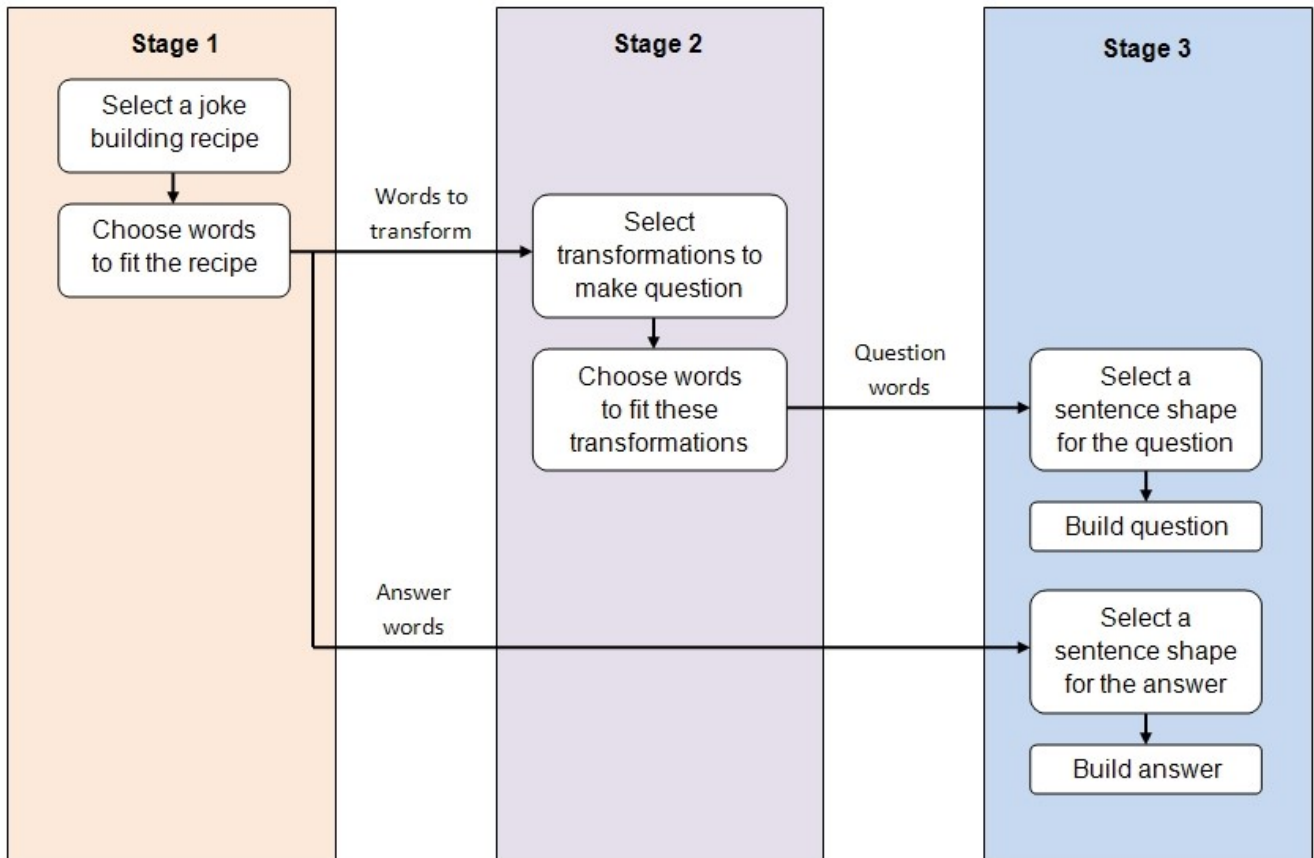 Stage 1
Select a joke
building recipe
Choose words
to fit the recipe
Words to
transform
Stage 2
Select
transformations to
make question
Choose words
to fit these
transformations
Question
words
Answer
words
Stage 3
Select a
sentence shape
for the question
Build question
Select a
sentence shape
for the answer
Build answer